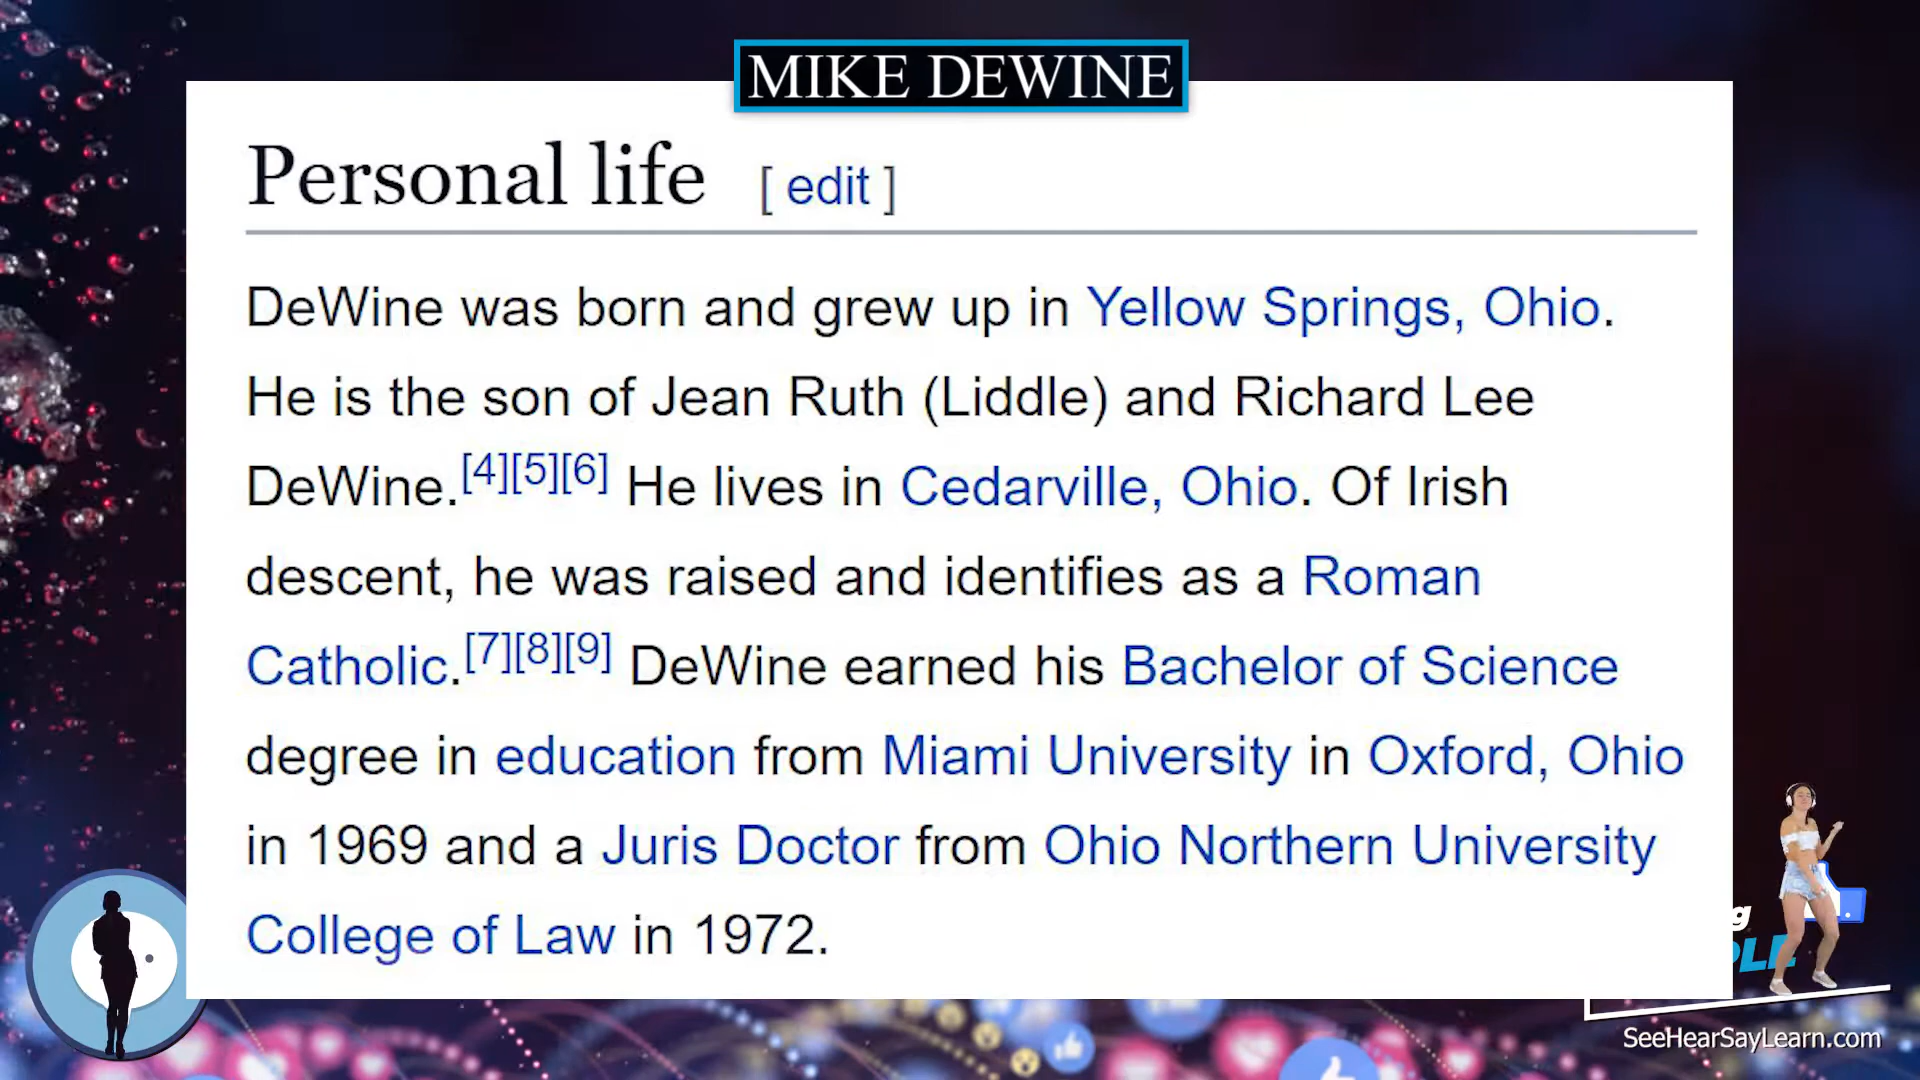 MIKE DEWINE
Personal life [ edit ]
DeWine was born and grew up in Yellow Springs, Ohio.
He is the son of Jean Ruth (Liddle) and Richard Lee
DeWine.[4][5][6] He lives in Cedarville, Ohio. Of Irish
descent, he was raised and identifies as a Roman
Catholic.[7][8][9] DeWine earned his Bachelor of Science
degree in education from Miami University in Oxford, Ohio
in 1969 and a Juris Doctor from Ohio Northern University
College of Law in 1972.
SeeHearSayLearn.com